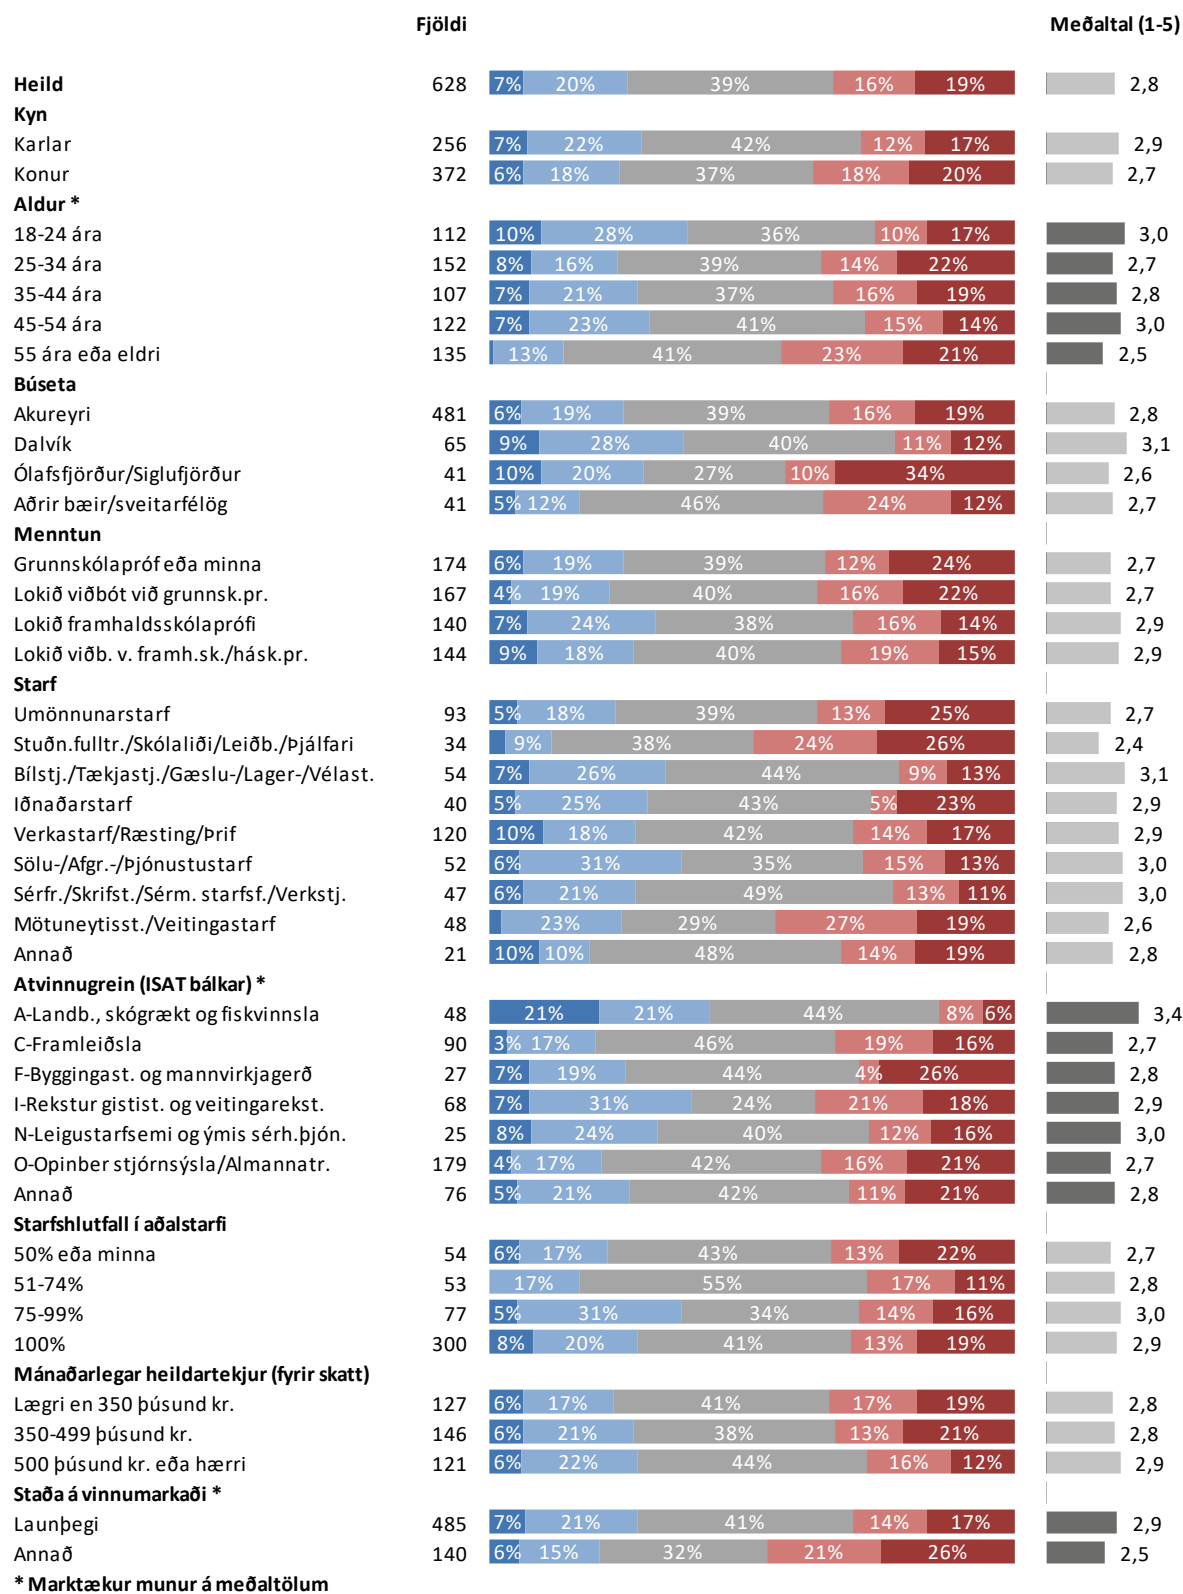 Fjöldi Meðaltal (1-5)
Heild 628 7% 20% 39% 16% 19% 2,8
Kyn
Karlar 256 7% 22% 42% 12% 17% 2,9
Konur 372 6% 18% 37% 18% 20% 2,7
Aldur *
18-24 ára 112 10% 28% 36% 10% 17% 3,0
25-34 ára 152 8% 16% 39% 14% 22% 2,7
35-44 ára 107 7% 21% 37% 16% 19% 2,8
45-54 ára 122 7% 23% 41% 15% 14% 3,0
55 ára eða eldri 135 13% 41% 23% 21% 2,5
Búseta
Akureyri 481 6% 19% 39% 16% 19% 2,8
Dalvík 65 9% 28% 40% 11% 12% 3,1
Ólafsfjörður/Siglufjörður 41 10% 20% 27% 10% 34% 2,6
Aðrir bæir/sveitarfélög 41 5% 12% 46% 24% 12% 2,7
Menntun
Grunnskólapróf eða minna 174 6% 19% 39% 12% 24% 2,7
Lokið viðbót við grunnsk.pr. 167 4% 19% 40% 16% 22% 2,7
Lokið framhaldsskólaprófi 140 7% 24% 38% 16% 14% 2,9
Lokið viðb. v. framh.sk./hásk.pr. 144 9% 18% 40% 19% 15% 2,9
Starf
Umönnunarstarf 93 5% 18% 39% 13% 25% 2,7
Stuðn.fulltr./Skólaliði/Leiðb./Þjálfari 34 9% 38% 24% 26% 2,4
Bílstj./Tækjastj./Gæslu-/Lager-/Vélast. 54 7% 26% 44% 9% 13% 3,1
Iðnaðarstarf 40 5% 25% 43% 5% 23% 2,9
Verkastarf/Ræsting/Þrif 120 10% 18% 42% 14% 17% 2,9
Sölu-/Afgr.-/Þjónustustarf 52 6% 31% 35% 15% 13% 3,0
Sérfr./Skrifst./Sérm. starfsf./Verkstj. 47 6% 21% 49% 13% 11% 3,0
Mötuneytisst./Veitingastarf 48 23% 29% 27% 19% 2,6
Annað 21 10% 10% 48% 14% 19% 2,8
Atvinnugrein (ISAT bálkar) *
A-Landb., skógrækt og fiskvinnsla 48 21% 21% 44% 8% 6% 3,4
C-Framleiðsla 90 3% 17% 46% 19% 16% 2,7
F-Byggingast. og mannvirkjagerð 27 7% 19% 44% 4% 26% 2,8
I-Rekstur gistist. og veitingarekst. 68 7% 31% 24% 21% 18% 2,9
N-Leigustarfsemi og ýmis sérh.þjón. 25 8% 24% 40% 12% 16% 3,0
O-Opinber stjórnsýsla/Almannatr. 179 4% 17% 42% 16% 21% 2,7
Annað 76 5% 21% 42% 11% 21% 2,8
Starfshlutfall í aðalstarfi
50% eða minna 54 6% 17% 43% 13% 22% 2,7
51-74% 53 17% 55% 17% 11% 2,8
75-99% 77 5% 31% 34% 14% 16% 3,0
100% 300 8% 20% 41% 13% 19% 2,9
Mánaðarlegar heildartekjur (fyrir skatt)
Lægri en 350 þúsund kr. 127 6% 17% 41% 17% 19% 2,8
350-499 þúsund kr. 146 6% 21% 38% 13% 21% 2,8
500 þúsund kr. eða hærri 121 6% 22% 44% 16% 12% 2,9
Staða á vinnumarkaði *
Launþegi 485 7% 21% 41% 14% 17% 2,9
Annað 140 6% 15% 32% 21% 26% 2,5
* Marktækur munur á meðaltölum